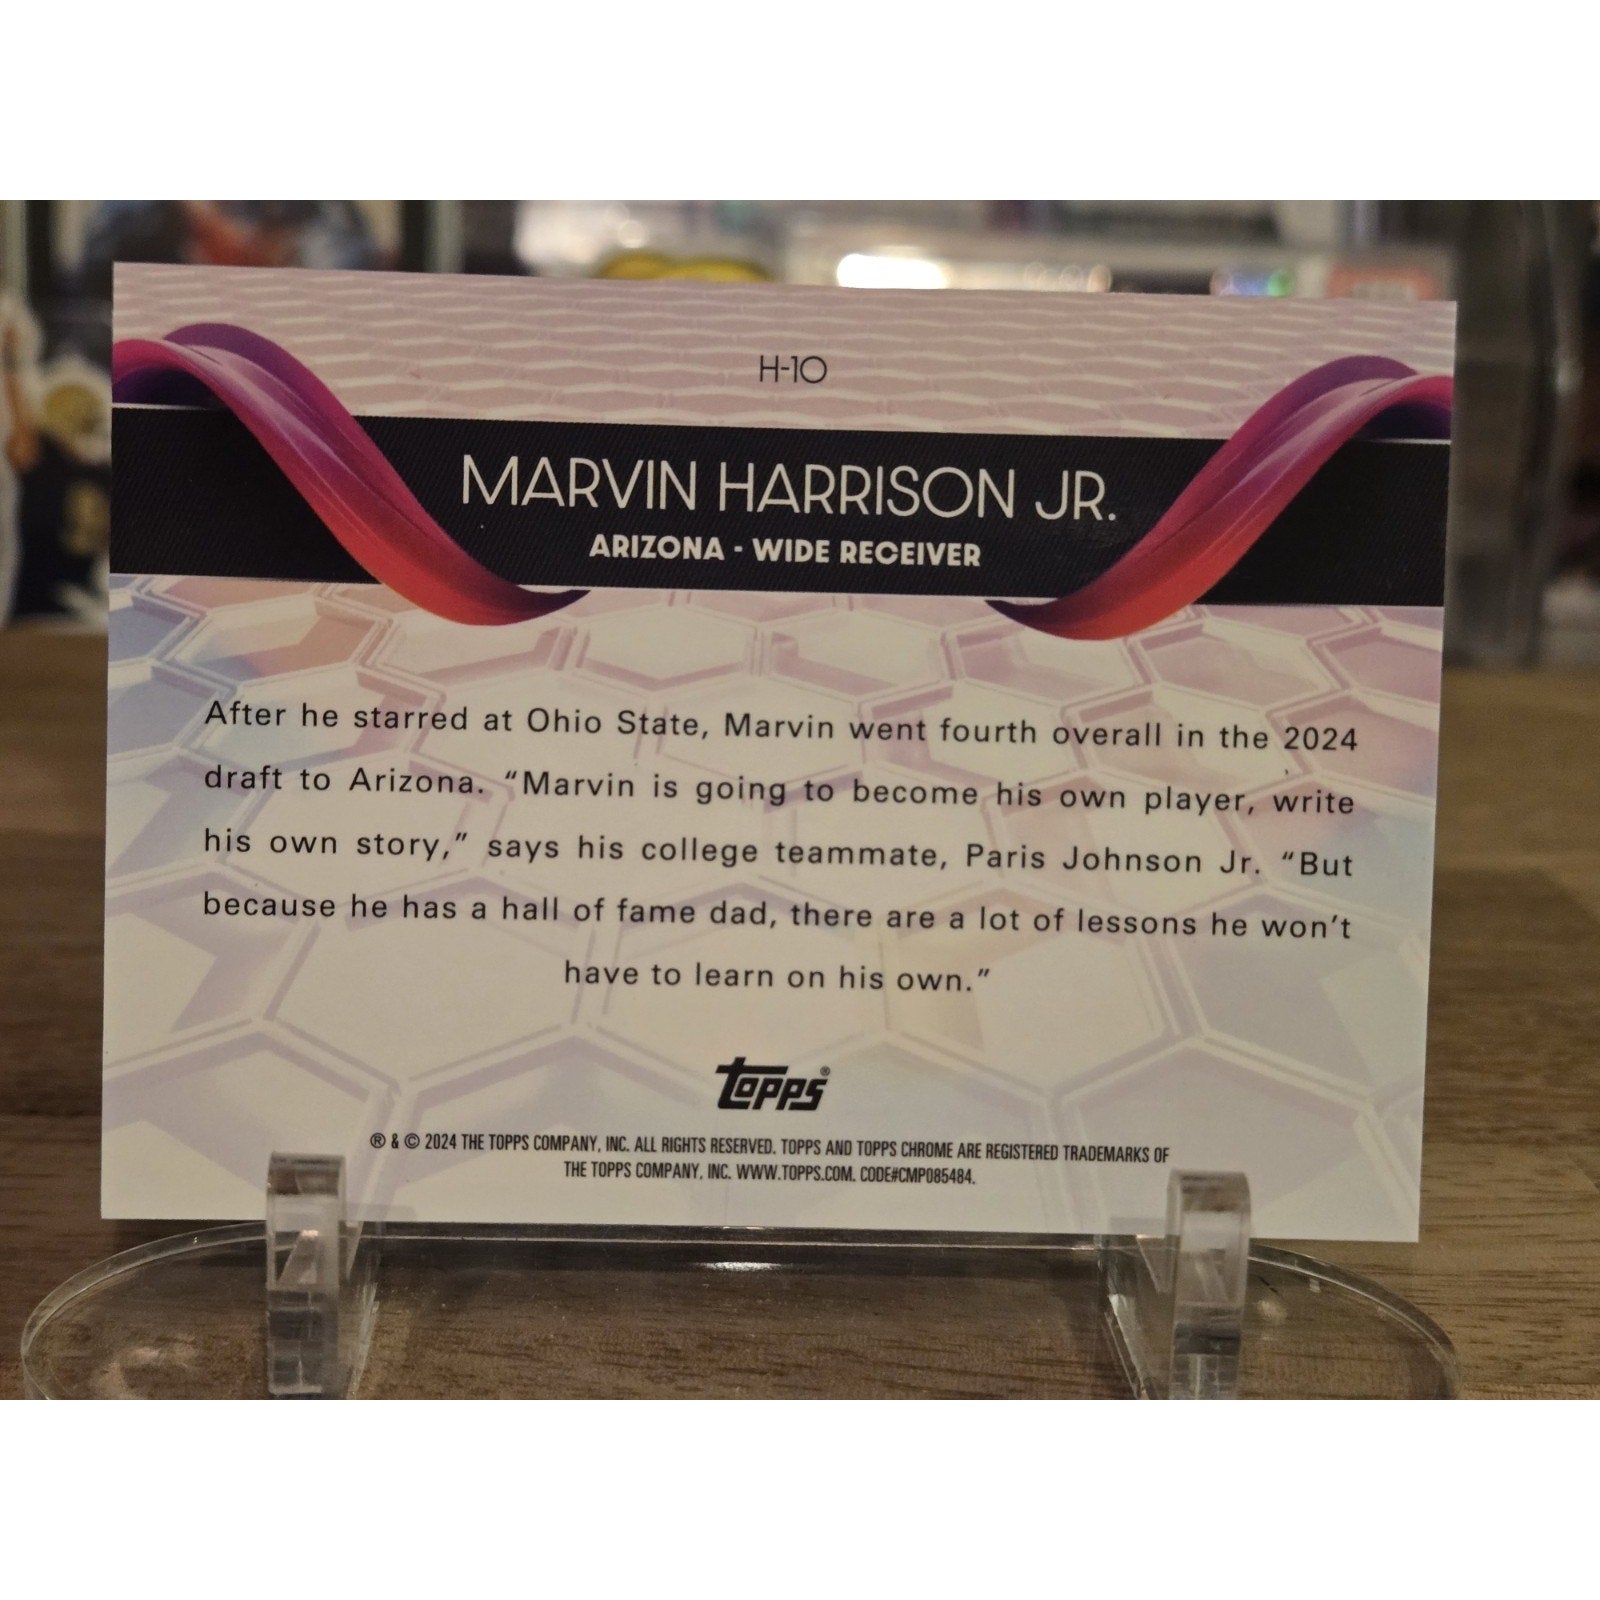 H-10
MARVIN HARRISON JR.
ARIZONA - WIDE RECEIVER
After he starred at Ohio State, Marvin went fourth overall in the 2024
draft to Arizona. “Marvin is going to become his own player, write
his own story,” says his college teammate, Paris Johnson Jr. “But
because he has a hall of fame dad, there are a lot of lessons he won’t
have to learn on his own.”
topps®
® & © 2024 THE TOPPS COMPANY, INC. ALL RIGHTS RESERVED. TOPPS AND TOPPS CHROME ARE REGISTERED TRADEMARKS OF
THE TOPPS COMPANY, INC. WWW.TOPPS.COM. CODE#CMP085484.